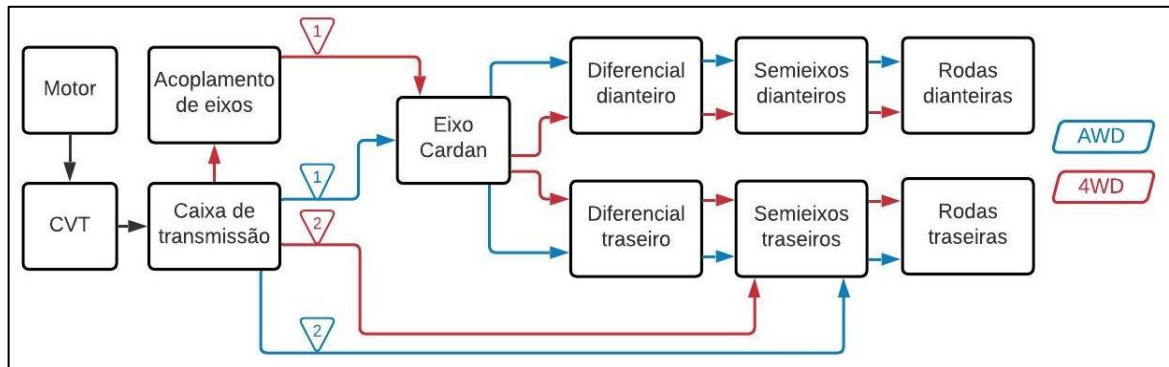 Motor
CVT
Acoplamento
de eixos
Caixa de
transmissão
1
1
2
2
Eixo
Cardan
Diferencial
dianteiro
Semieixos
dianteiros
Rodas
dianteiras
Diferencial
traseiro
Semieixos
traseiros
Rodas
traseiras
AWD
4WD